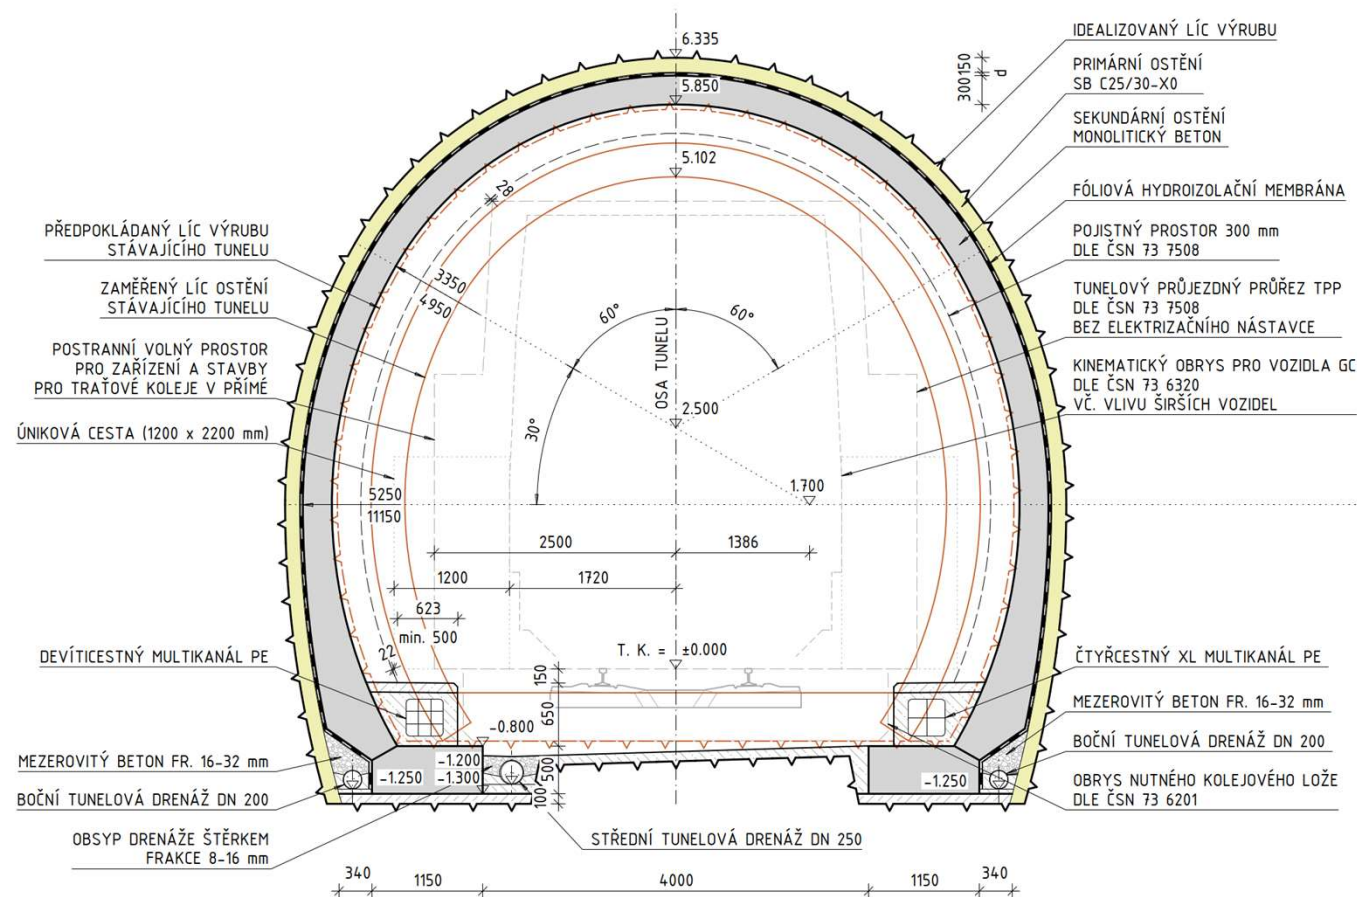 6.335
IDEALIZOVANÝ LÍC VÝRUBU
PRIMÁRNÍ OSTĚNÍ
SB C25/30-X0
300
150
d
5.850
SEKUNDÁRNÍ OSTĚNÍ
MONOLITICKÝ BETON
5.102
FÓLIOVÁ HYDROIZOLAČNÍ MEMBRÁNA
28
PŘEDPOKLÁDANÝ LÍC VÝRUBU
STÁVAJÍCÍHO TUNELU
POJISTNÝ PROSTOR 300 mm
DLE ČSN 73 7508
ZAMĚŘENÝ LÍC OSTĚNÍ
STÁVAJÍCÍHO TUNELU
3350
4950
TUNELOVÝ PRŮJEZDNÝ PRŮŘEZ TPP
DLE ČSN 73 7508
BEZ ELEKTRIZAČNÍHO NÁSTAVCE
60°
60°
OSA TUNELU
POSTRANNÍ VOLNÝ PROSTOR
PRO ZAŘÍZENÍ A STAVBY
PRO TRAŤOVÉ KOLEJE V PŘÍMÉ
KINEMATICKÝ OBRYS PRO VOZIDLA GC
DLE ČSN 73 6320
VČ. VLIVU ŠIRŠÍCH VOZIDEL
2.500
30°
ÚNIKOVÁ CESTA (1200 x 2200 mm)
5250
11150
1.700
2500
1386
1200
1720
623
min. 500
22
T. K. = ±0.000
DEVÍTICESTNÝ MULTIKANÁL PE
150
ČTYŘCESTNÝ XL MULTIKANÁL PE
650
-0.800
MEZEROVITÝ BETON FR. 16-32 mm
MEZEROVITÝ BETON FR. 16-32 mm
BOČNÍ TUNELOVÁ DRENÁŽ DN 200
-1.250
-1.200
-1.300
500
100
-1.250
BOČNÍ TUNELOVÁ DRENÁŽ DN 200
OBRYS NUTNÉHO KOLEJOVÉHO LOŽE
DLE ČSN 73 6201
OBSYP DRENÁŽE ŠTĚRKEM
FRAKCE 8-16 mm
STŘEDNÍ TUNELOVÁ DRENÁŽ DN 250
340
1150
4000
1150
340